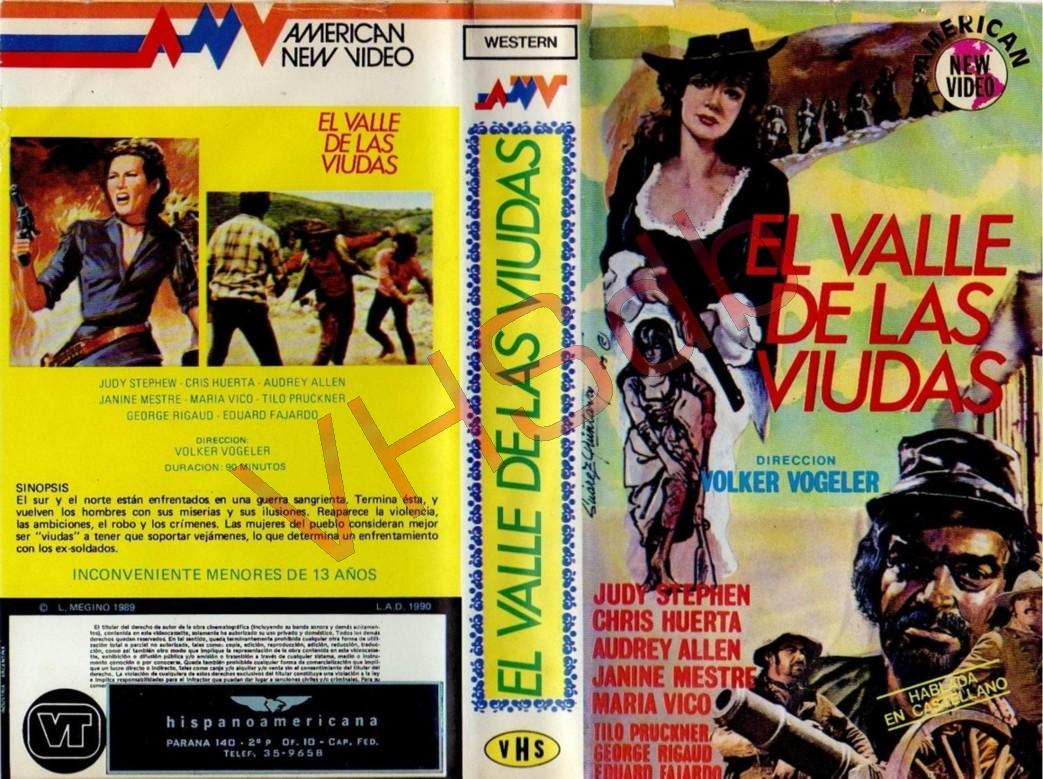 AMV
AMERICAN
NEW VIDEO
EL VALLE
DE LAS
VIUDAS
JUDY STEPHEW - CRIS HUERTA - AUDREY ALLEN
JANINE MESTRE - MARIA VICO - TILO PRUCKNER
GEORGE RIGAUD - EDUARD FAJARDO
DIRECCION:
VOLKER VOGELER
DURACION: 90 MINUTOS
SINOPSIS
El sur y el norte están enfrentados en una guerra sangrienta. Termina ésta, y
vuelven los hombres con sus miserias y sus ilusiones. Reaparece la violencia,
las ambiciones, el robo y los crímenes. Las mujeres del pueblo consideran mejor
ser "viudas" a tener que soportar vejámenes, lo que determina un enfrentamiento
con los ex-soldados.
INCONVENIENTE MENORES DE 13 AÑOS
© L. MEGINO 1989
L.A.D. 1990
VT
hispanoamericana
PARANA 140 - 2º P OF. 10 - CAP. FED.
TELEF. 35-9658
WESTERN
AMV
EL VALLE DE LAS VIUDAS
VHS
AMERICAN
NEW
VIDEO
EL VALLE
DE LAS
VIUDAS
DIRECCION
VOLKER VOGELER
JUDY STEPHEN
CHRIS HUERTA
AUDREY ALLEN
JANINE MESTRE
MARIA VICO
TILO PRUCKNER
GEORGE RIGAUD
EDUARD FAJARDO
HABLADA
EN CASTELLANO
VHSdb